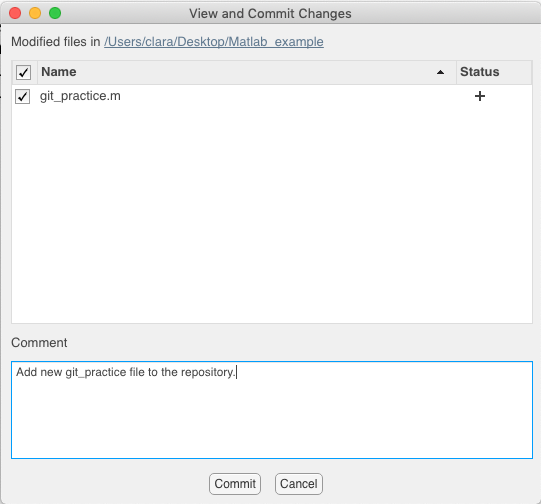 View and Commit Changes
Modified files in /Users/clara/Desktop/Matlab_example
Name Status
git_practice.m +
Comment
Add new git_practice file to the repository.
Commit Cancel